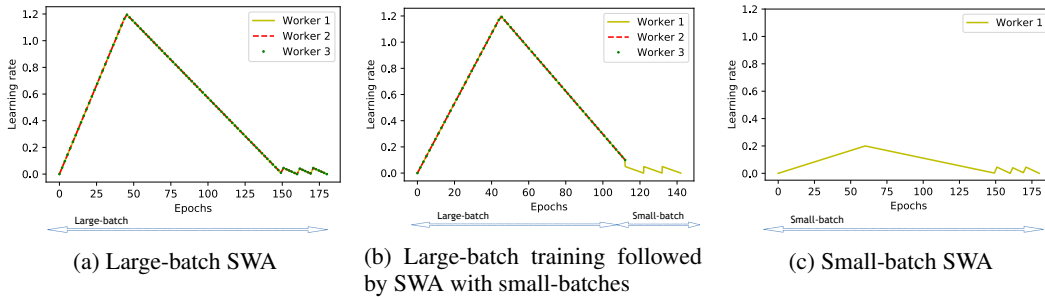 1.2
1.0
0.8
0.6
0.4
0.2
0.0
Learning rate
Worker 1
Worker 2
Worker 3
0 25 50 75 100 125 150 175
Epochs
Large-batch
(a) Large-batch SWA
1.2
1.0
0.8
0.6
0.4
0.2
0.0
Learning rate
Worker 1
Worker 2
Worker 3
0 20 40 60 80 100 120 140
Epochs
Large-batch Small-batch
(b) Large-batch training followed
by SWA with small-batches
1.2
1.0
0.8
0.6
0.4
0.2
0.0
Learning rate
Worker 1
0 25 50 75 100 125 150 175
Epochs
Small-batch
(c) Small-batch SWA